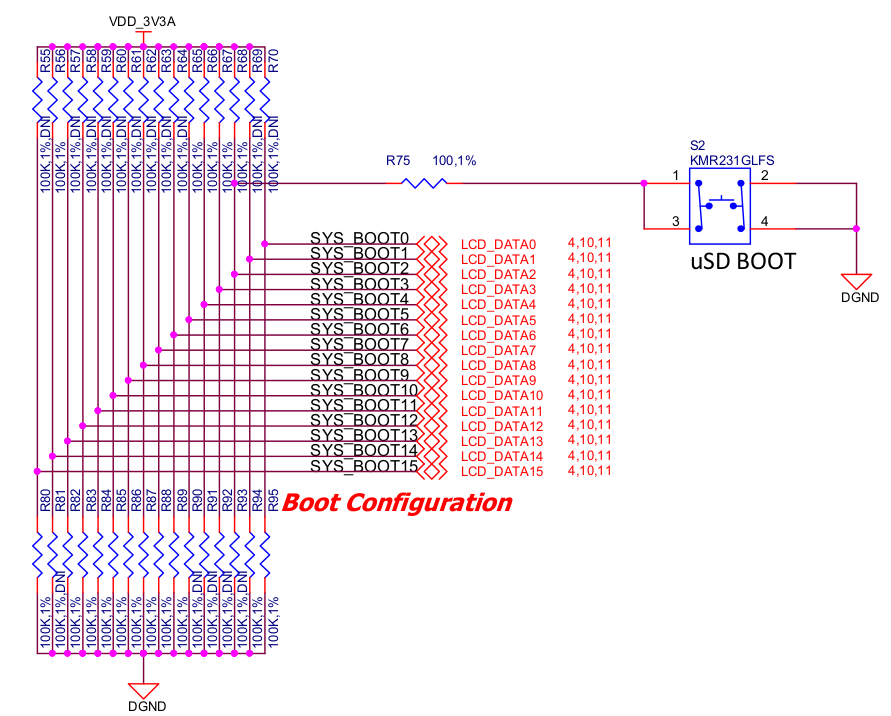 VDD_3V3A
R55
R56
R57
R58
R59
R60
R61
R62
R63
R64
R65
R66
R67
R68
R69
R70
100K,1%,DNI
100K,1%
100K,1%,DNI
100K,1%,DNI
100K,1%,DNI
100K,1%,DNI
100K,1%,DNI
100K,1%,DNI
100K,1%,DNI
100K,1%,DNI
100K,1%,DNI
100K,1%
100K,1%
100K,1%
100K,1%,DNI
100K,1%,DNI
R75 100,1%
S2
KMR231GLFS
1 2
3 4
uSD BOOT
DGND
SYS_BOOT0 LCD_DATA0 4,10,11
SYS_BOOT1 LCD_DATA1 4,10,11
SYS_BOOT2 LCD_DATA2 4,10,11
SYS_BOOT3 LCD_DATA3 4,10,11
SYS_BOOT4 LCD_DATA4 4,10,11
SYS_BOOT5 LCD_DATA5 4,10,11
SYS_BOOT6 LCD_DATA6 4,10,11
SYS_BOOT7 LCD_DATA7 4,10,11
SYS_BOOT8 LCD_DATA8 4,10,11
SYS_BOOT9 LCD_DATA9 4,10,11
SYS_BOOT10 LCD_DATA10 4,10,11
SYS_BOOT11 LCD_DATA11 4,10,11
SYS_BOOT12 LCD_DATA12 4,10,11
SYS_BOOT13 LCD_DATA13 4,10,11
SYS_BOOT14 LCD_DATA14 4,10,11
SYS_BOOT15 LCD_DATA15 4,10,11
Boot Configuration
R80
R81
R82
R83
R84
R85
R86
R87
R88
R89
R90
R91
R92
R93
R94
R95
100K,1%
100K,1%,DNI
100K,1%
100K,1%
100K,1%
100K,1%
100K,1%
100K,1%
100K,1%
100K,1%
100K,1%
100K,1%,DNI
100K,1%,DNI
100K,1%,DNI
100K,1%
100K,1%
DGND